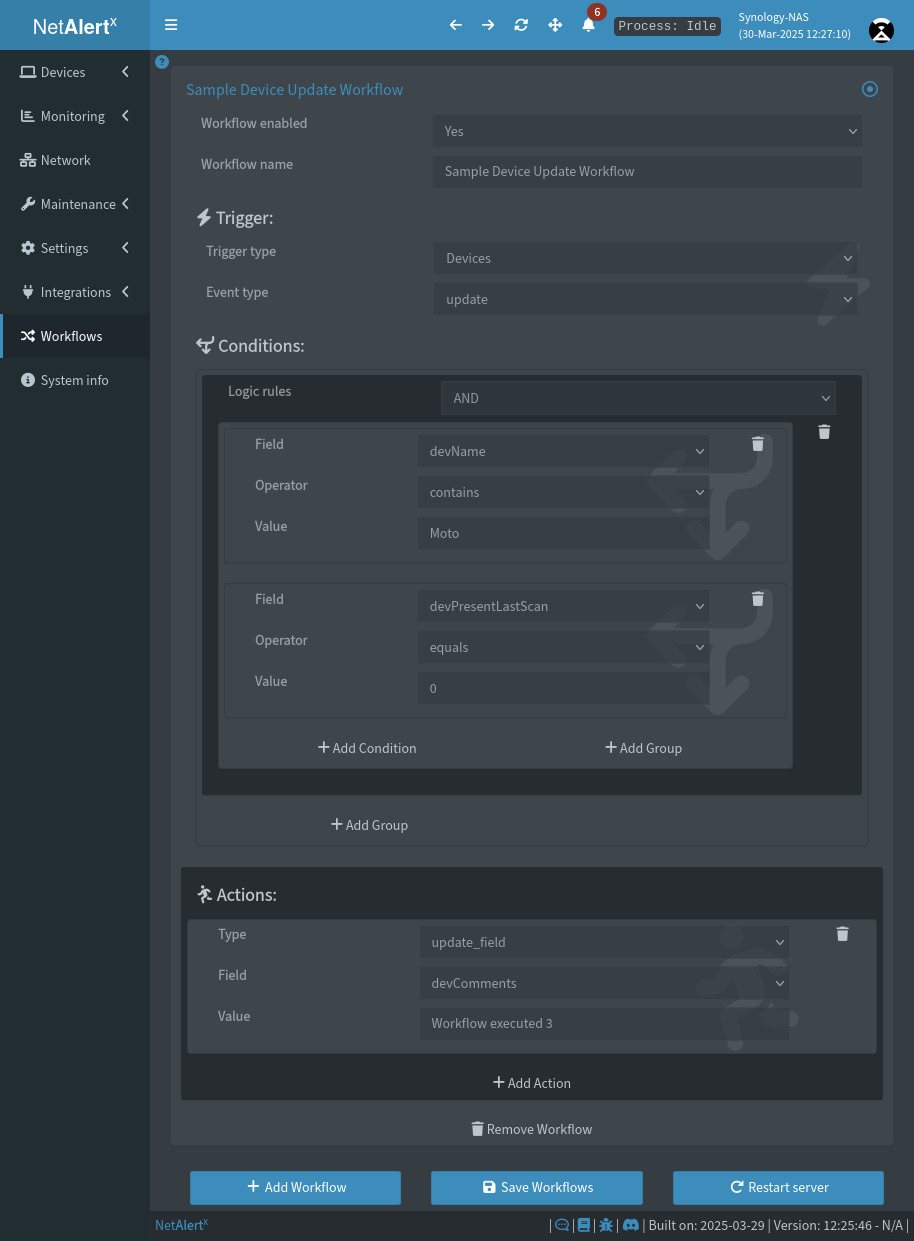 NetAlertx
6
Process: Idle
Synology-NAS
(30-Mar-2025 12:27:10)
Devices
Monitoring
Network
Maintenance
Settings
Integrations
Workflows
System info
?
Sample Device Update Workflow
Workflow enabled
Yes
Workflow name
Sample Device Update Workflow
Trigger:
Trigger type
Devices
Event type
update
Conditions:
Logic rules
AND
Field
devName
Operator
contains
Value
Moto
Field
devPresentLastScan
Operator
equals
Value
0
Add Condition
Add Group
Add Group
Actions:
Type
update_field
Field
devComments
Value
Workflow executed 3
Add Action
Remove Workflow
Add Workflow
Save Workflows
Restart server
NetAlertx
| | | | | Built on: 2025-03-29 | Version: 12:25:46 - N/A |